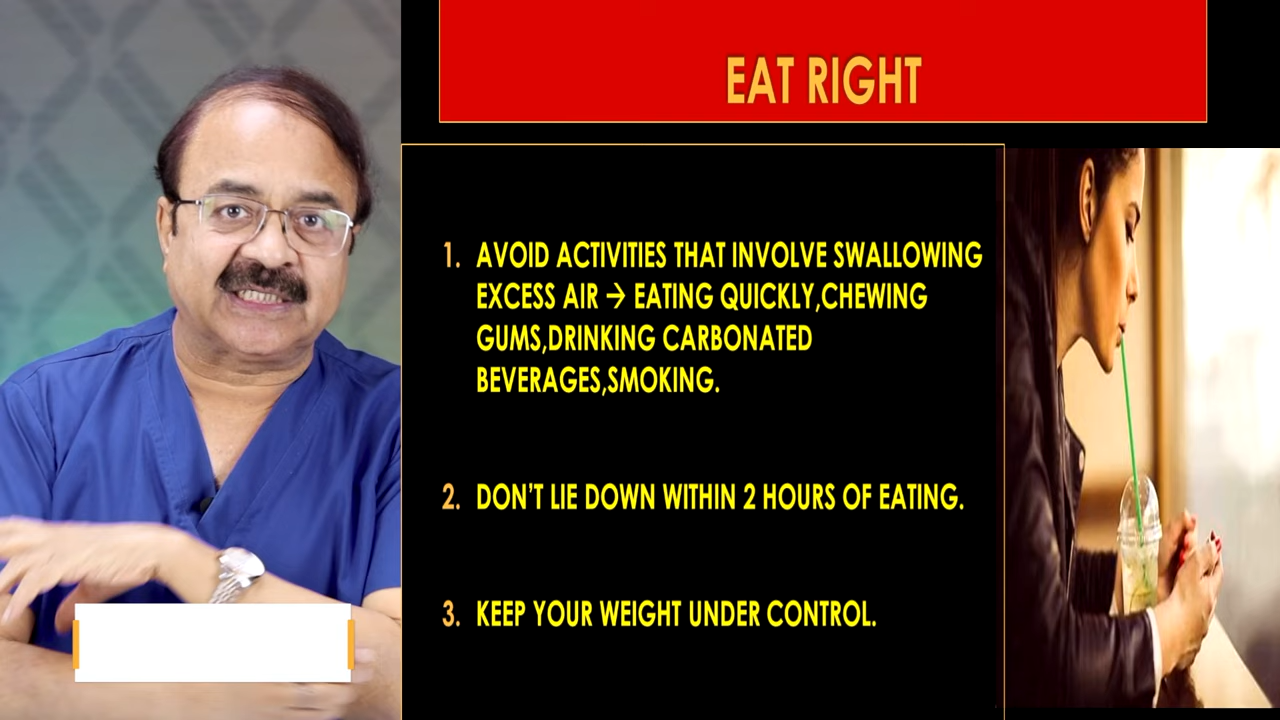 EAT RIGHT
1. AVOID ACTIVITIES THAT INVOLVE SWALLOWING
EXCESS AIR → EATING QUICKLY,CHEWING
GUMS,DRINKING CARBONATED
BEVERAGES,SMOKING.
2. DON'T LIE DOWN WITHIN 2 HOURS OF EATING.
3. KEEP YOUR WEIGHT UNDER CONTROL.